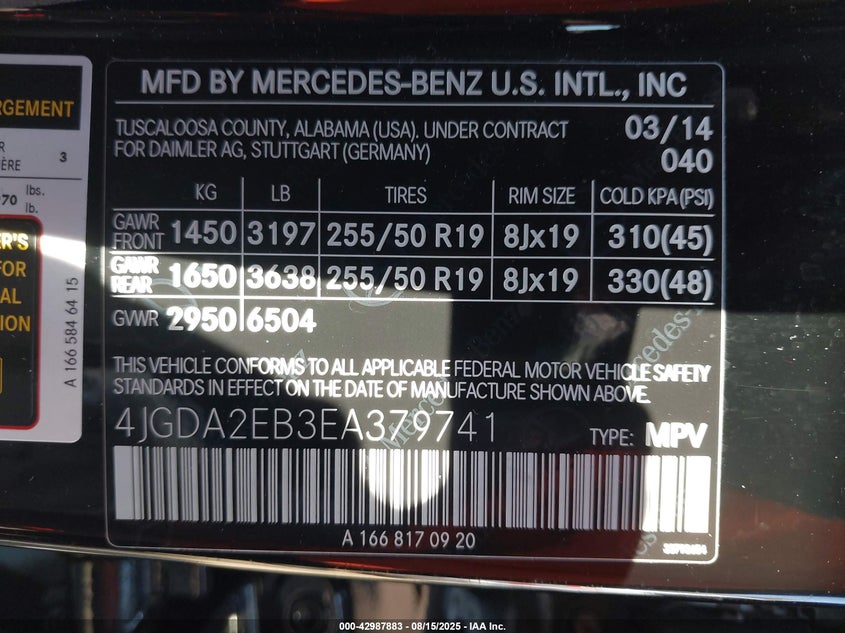 RGEMENT
3
ÈRE
lbs.
70 lb.
ER'S
FOR
AL
TION
A 166 584 64 15
MFD BY MERCEDES-BENZ U.S. INTL., INC
TUSCALOOSA COUNTY, ALABAMA (USA). UNDER CONTRACT
FOR DAIMLER AG, STUTTGART (GERMANY)
03/14
040
KG LB TIRES RIM SIZE COLD KPA(PSI)
GAWR FRONT 1450 3197 255/50 R19 8Jx19 310(45)
GAWR REAR 1650 3638 255/50 R19 8Jx19 330(48)
GVWR 2950 6504
THIS VEHICLE CONFORMS TO ALL APPLICABLE FEDERAL MOTOR VEHICLE SAFETY
STANDARDS IN EFFECT ON THE DATE OF MANUFACTURE SHOWN ABOVE.
4JGDA2EB3EA379741 TYPE: MPV
A 166 817 09 20
000-42987883 - 08/15/2025 - IAA Inc.